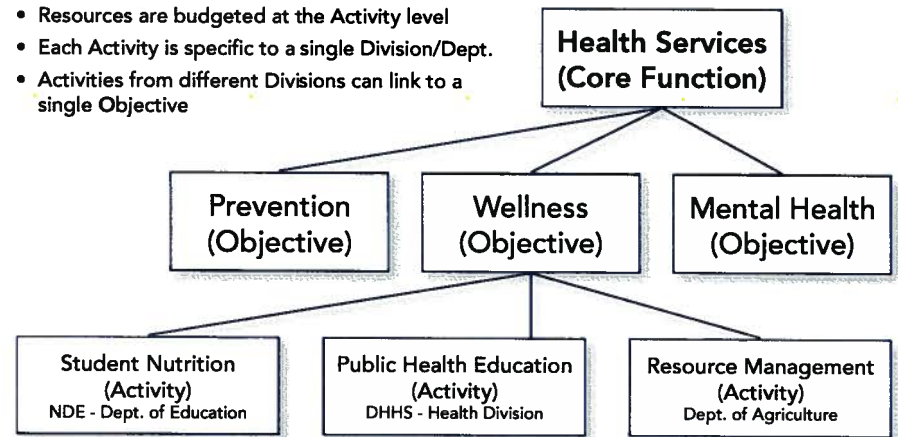 • Resources are budgeted at the Activity level
• Each Activity is specific to a single Division/Dept.
• Activities from different Divisions can link to a
single Objective
Health Services
(Core Function)
Prevention
(Objective)
Wellness
(Objective)
Mental Health
(Objective)
Student Nutrition
(Activity)
NDE - Dept. of Education
Public Health Education
(Activity)
DHHS - Health Division
Resource Management
(Activity)
Dept. of Agriculture